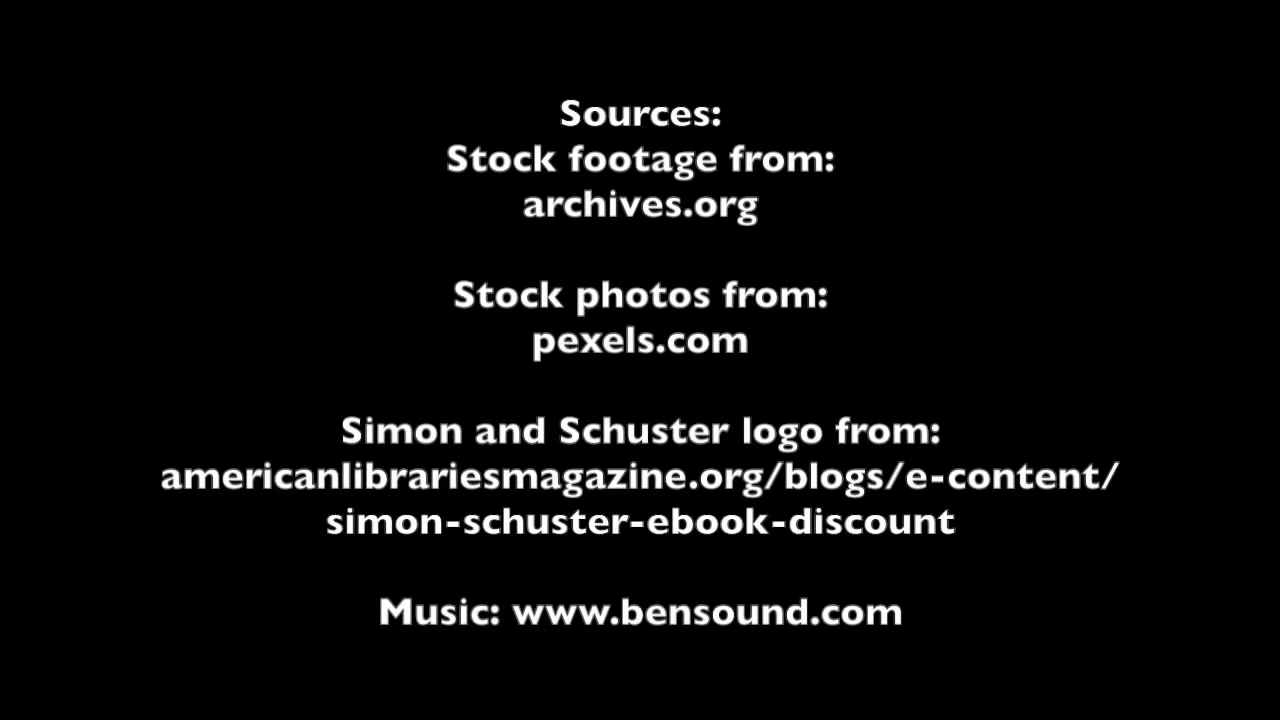 Sources:
Stock footage from:
archives.org
Stock photos from:
pexels.com
Simon and Schuster logo from:
americanlibrariesmagazine.org/blogs/e-content/
simon-schuster-ebook-discount
Music: www.bensound.com